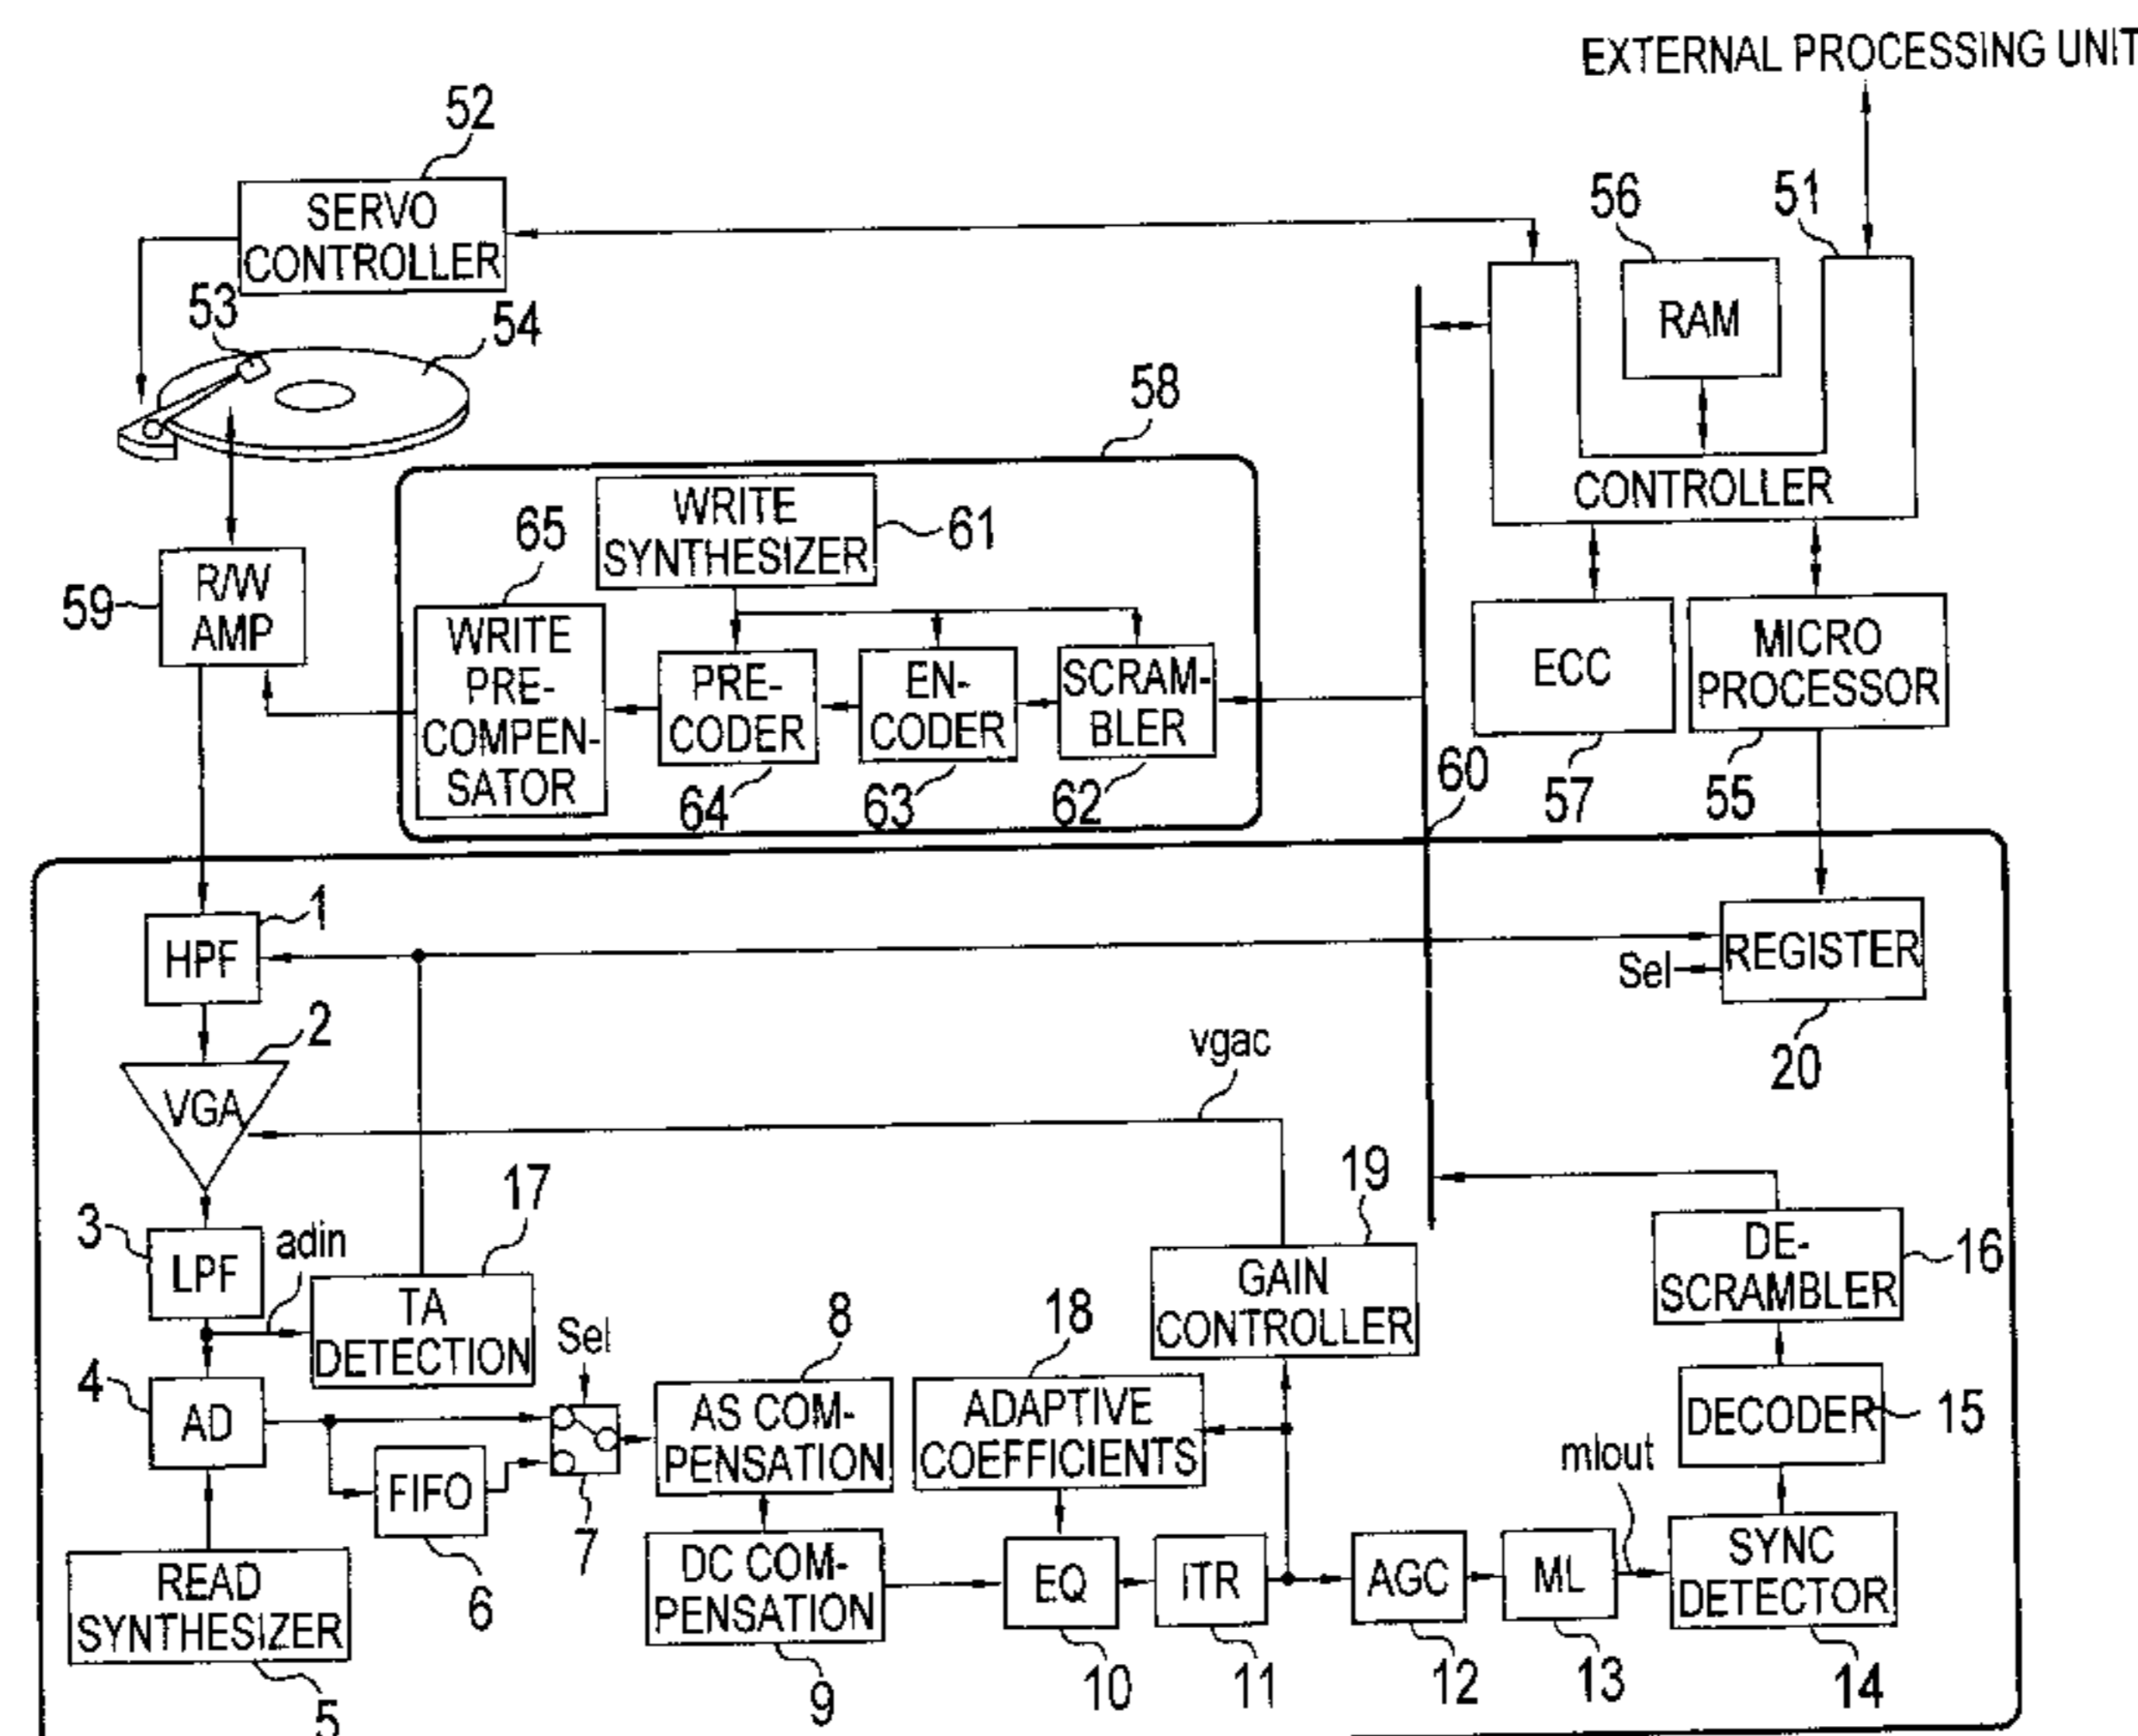 EXTERNAL PROCESSING UNIT
52
SERVO
CONTROLLER
53
54
56
51
RAM
CONTROLLER
58
WRITE
SYNTHESIZER
61
65
59
R/W
AMP
WRITE
PRE-
COMPEN-
SATOR
PRE-
CODER
64
EN-
CODER
63
SCRAM-
BLER
62
ECC
57
MICRO
PROCESSOR
55
60
1
HPF
REGISTER
Sel
20
2
VGA
vgac
3
LPF
adin
17
TA
DETECTION
19
GAIN
CONTROLLER
DE-
SCRAMBLER
16
4
AD
Sel
8
AS COM-
PENSATION
18
ADAPTIVE
COEFFICIENTS
DECODER
15
FIFO
6
7
mlout
READ
SYNTHESIZER
5
DC COM-
PENSATION
9
EQ
10
ITR
11
AGC
12
ML
13
SYNC
DETECTOR
14